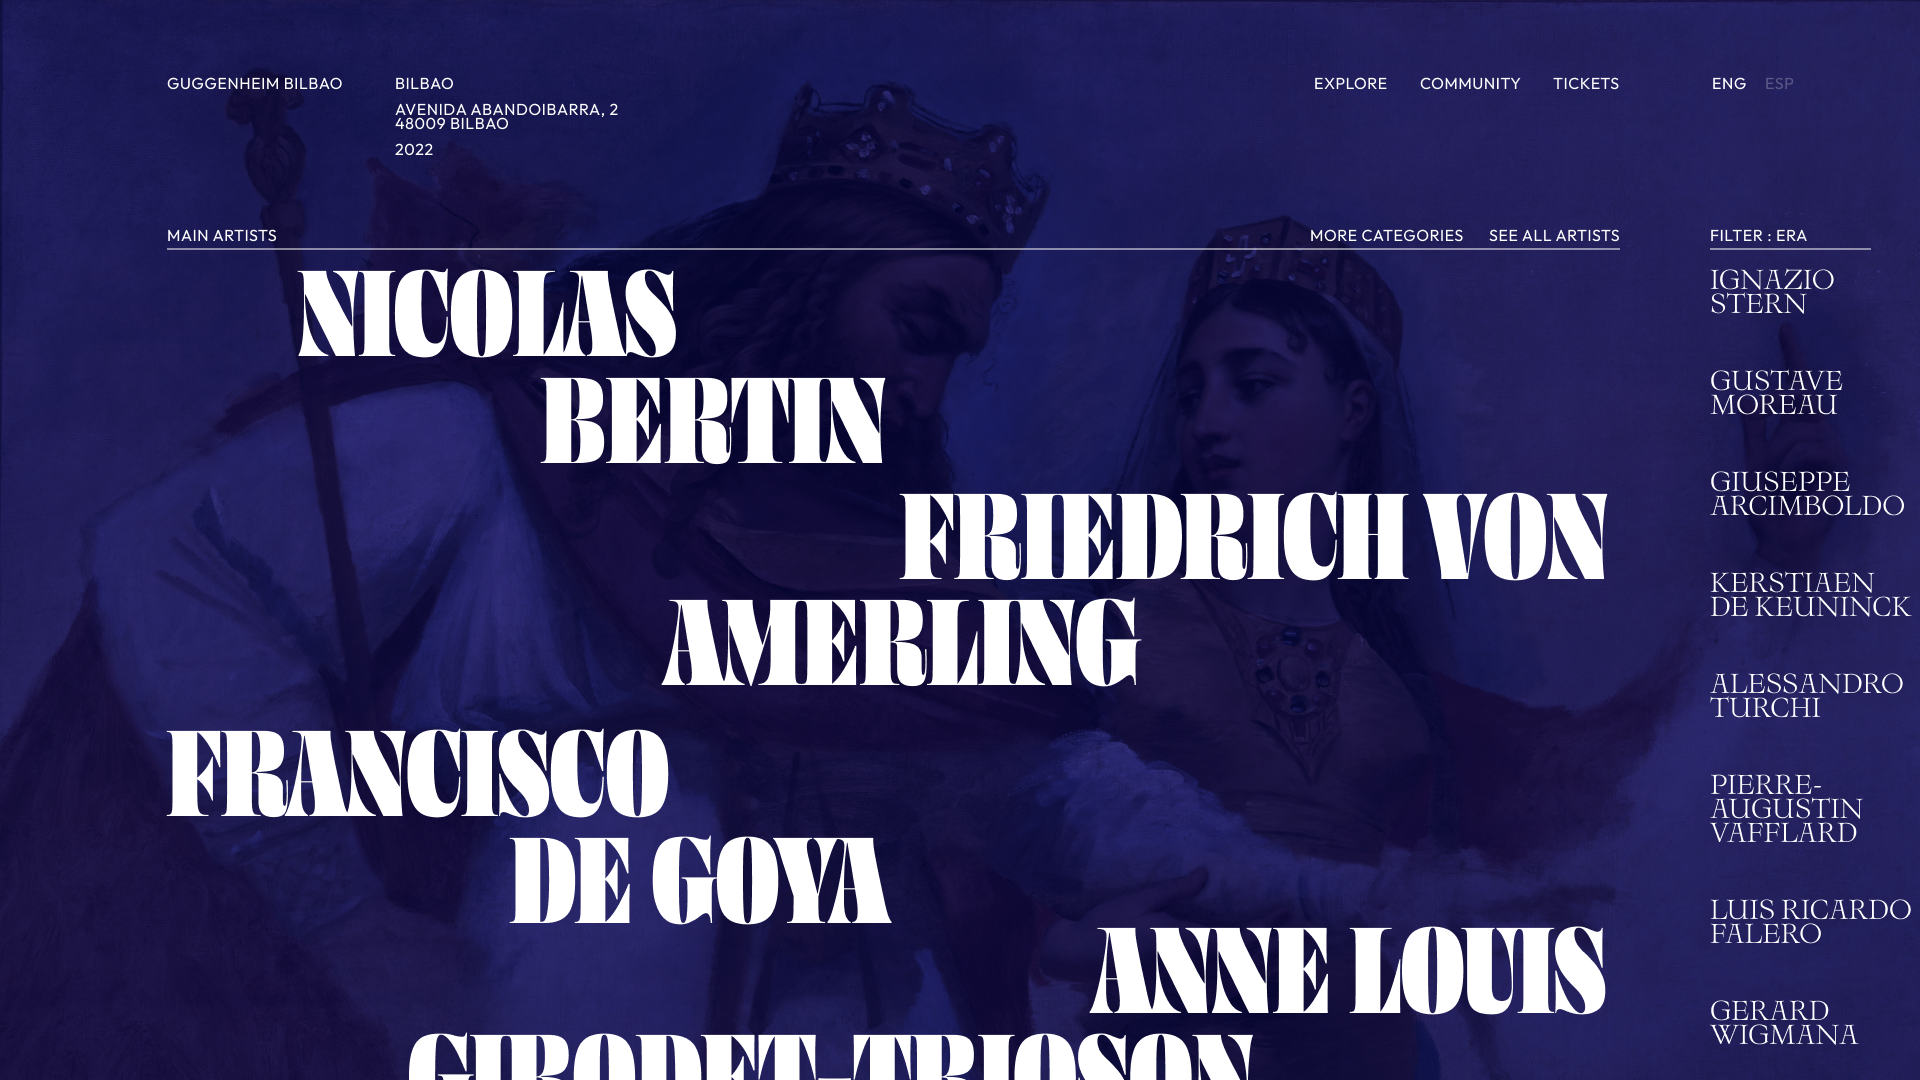 GUGGENHEIM BILBAO
BILBAO
AVENIDA ABANDOIBARRA, 2
48009 BILBAO
2022
EXPLORE
COMMUNITY
TICKETS
ENG
ESP
MAIN ARTISTS
MORE CATEGORIES
SEE ALL ARTISTS
NICOLAS
BERTIN
FRIEDRICH VON
AMERLING
FRANCISCO
DE GOYA
ANNE LOUIS
GIRODET-TRIOSON
FILTER : ERA
IGNAZIO
STERN
GUSTAVE
MOREAU
GIUSEPPE
ARCIMBOLDO
KERSTIAEN
DE KEUNINCK
ALESSANDRO
TURCHI
PIERRE-
AUGUSTIN
VAFFLARD
LUIS RICARDO
FALERO
GERARD
WIGMANA